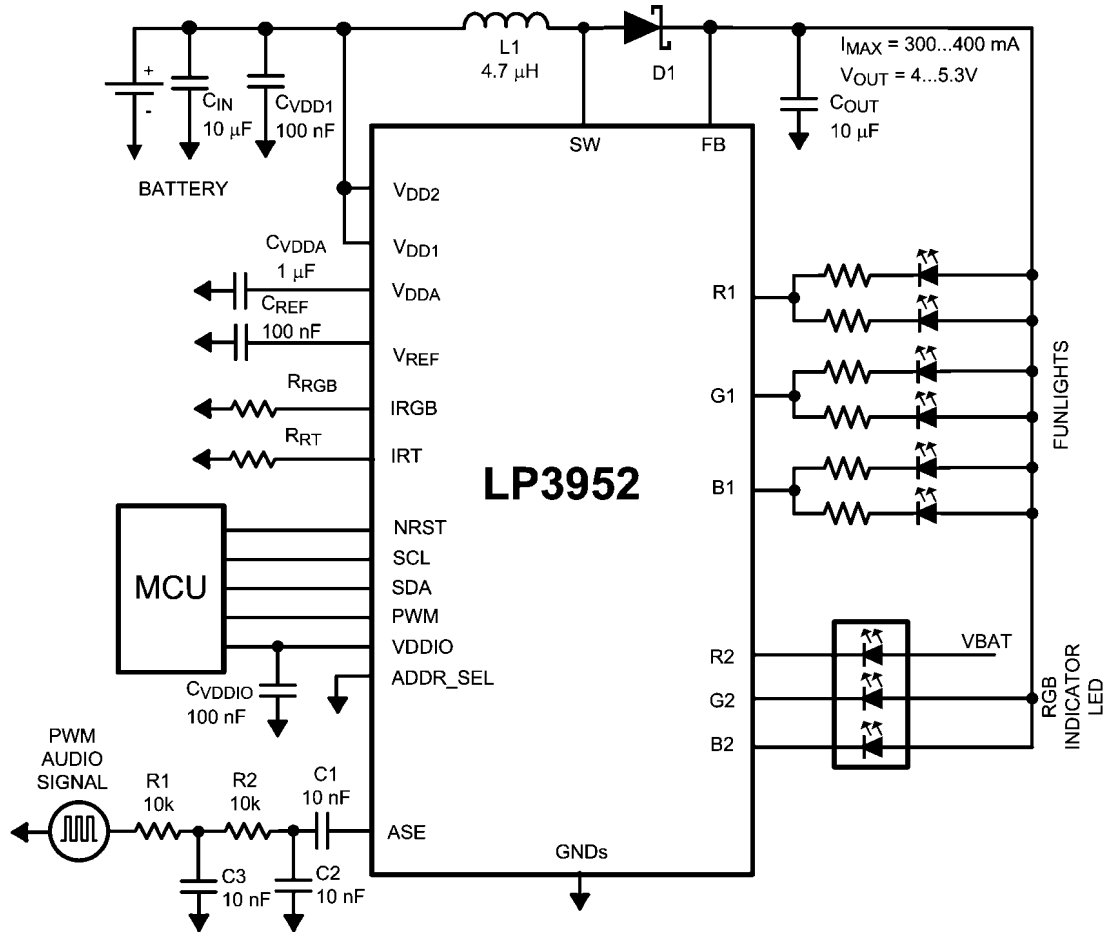 L1
4.7 μH
D1
IMAX = 300...400 mA
VOUT = 4...5.3V
+
-
CIN
10 μF
CVDD1
100 nF
COUT
10 μF
BATTERY
SW
FB
VDD2
VDD1
CVDDA
1 μF
VDDA
CREF
100 nF
VREF
RRGB
IRGB
RRT
IRT
LP3952
R1
G1
B1
FUNLIGHTS
MCU
NRST
SCL
SDA
PWM
VDDIO
ADDR_SEL
CVDDIO
100 nF
R2
G2
B2
VBAT
RGB
INDICATOR
LED
PWM
AUDIO
SIGNAL
R1
10k
R2
10k
C1
10 nF
ASE
C3
10 nF
C2
10 nF
GNDs